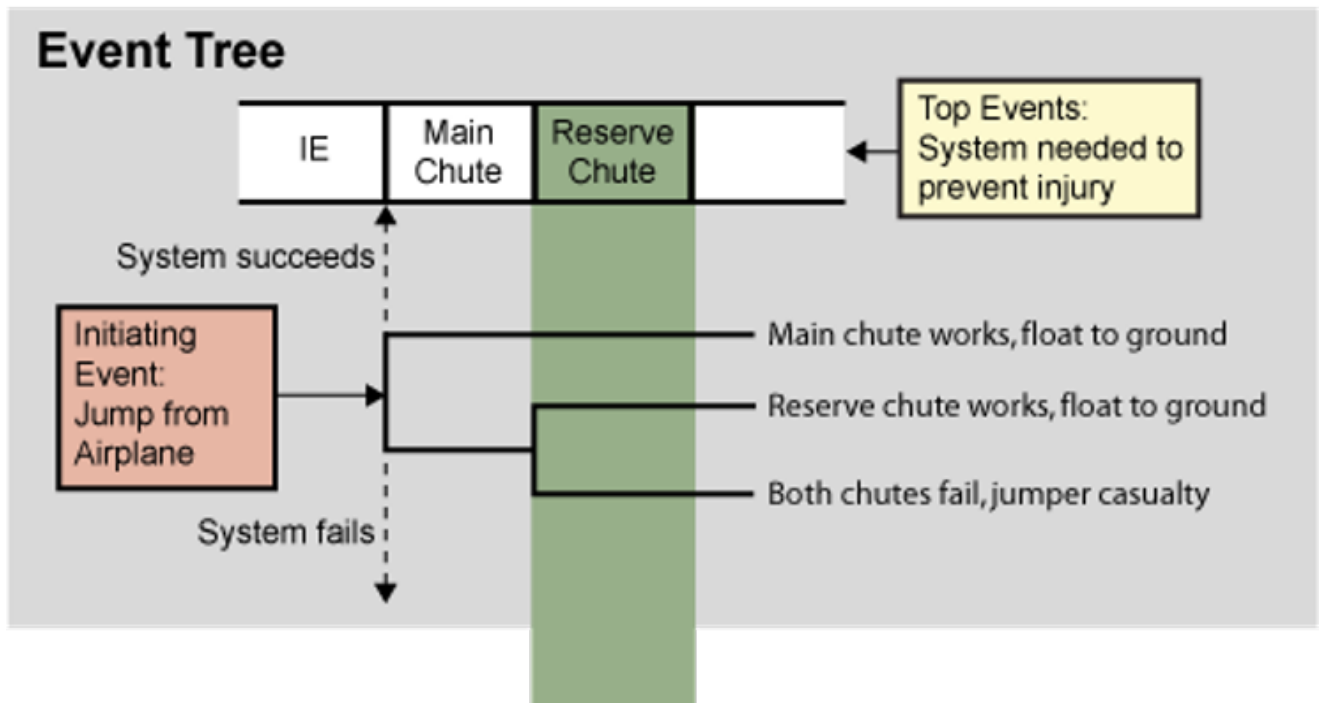 Event Tree
IE
Main
Chute
Reserve
Chute
Top Events:
System needed to
prevent injury
System succeeds
Initiating
Event:
Jump from
Airplane
Main chute works, float to ground
Reserve chute works, float to ground
Both chutes fail, jumper casualty
System fails